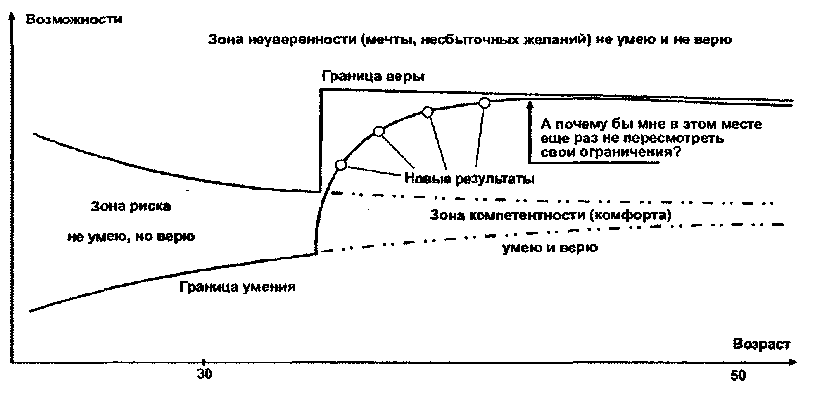 Возможности
Зона неуверенности (мечты, несбыточных желаний) не умею и не верю
Граница веры
А почему бы мне в этом месте
еще раз не пересмотреть
свои ограничения?
Новые результаты
Зона риска
не умею, но верю
Зона компетентности (комфорта)
умею и верю
Граница умения
Возраст
30
50